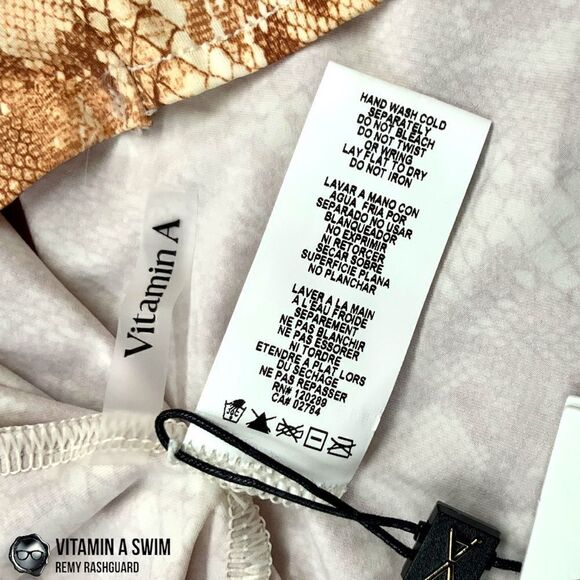 HAND WASH COLD
SEPARATELY
DO NOT BLEACH
DO NOT TWIST
OR WRING
LAY FLAT TO DRY
DO NOT IRON
LAVAR A MANO CON
AGUA FRIA POR
SEPARADO NO USAR
BLANQUEADOR
NO EXPRIMIR
NI RETORCER
SECAR SOBRE
SUPERFICIE PLANA
NO PLANCHAR
LAVER A LA MAIN
A L'EAU FROIDE
SEPAREMENT
NE PAS BLANCHIR
NE PAS ESSORER
NI TORDRE
ETENDRE A PLAT LORS
DU SECHAGE
NE PAS REPASSER
RN# 120289
CA# 02784
Vitamin A
VITAMIN A SWIM
REMY RASHGUARD